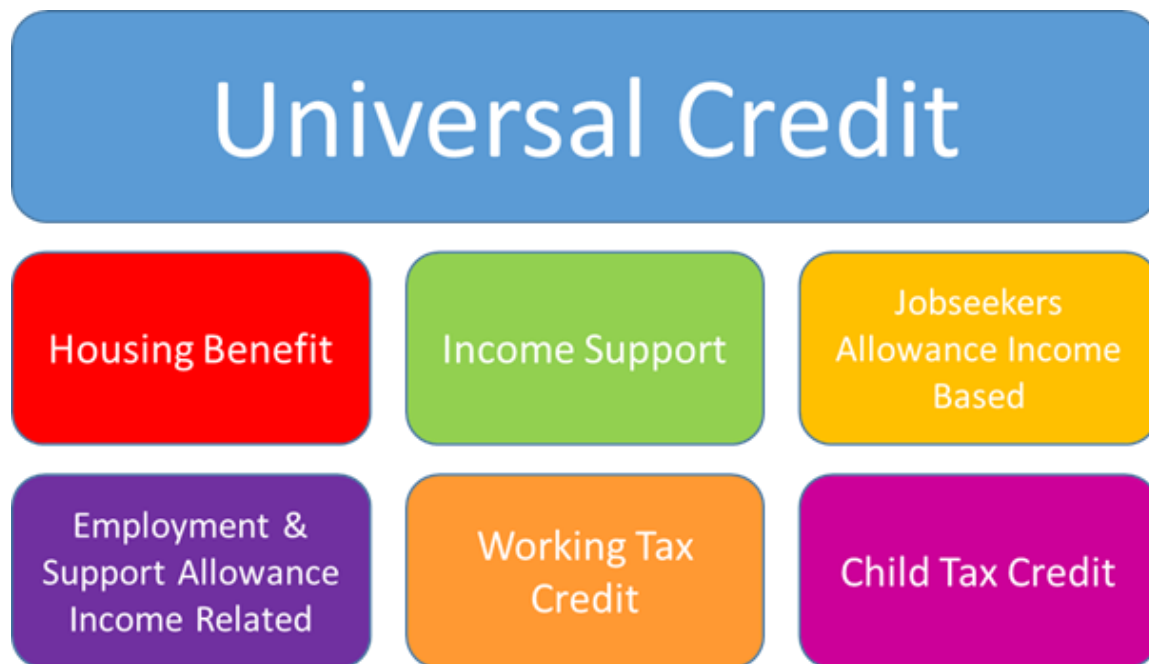 Universal Credit
Housing Benefit
Income Support
Jobseekers
Allowance Income
Based
Employment &
Support Allowance
Income Related
Working Tax
Credit
Child Tax Credit